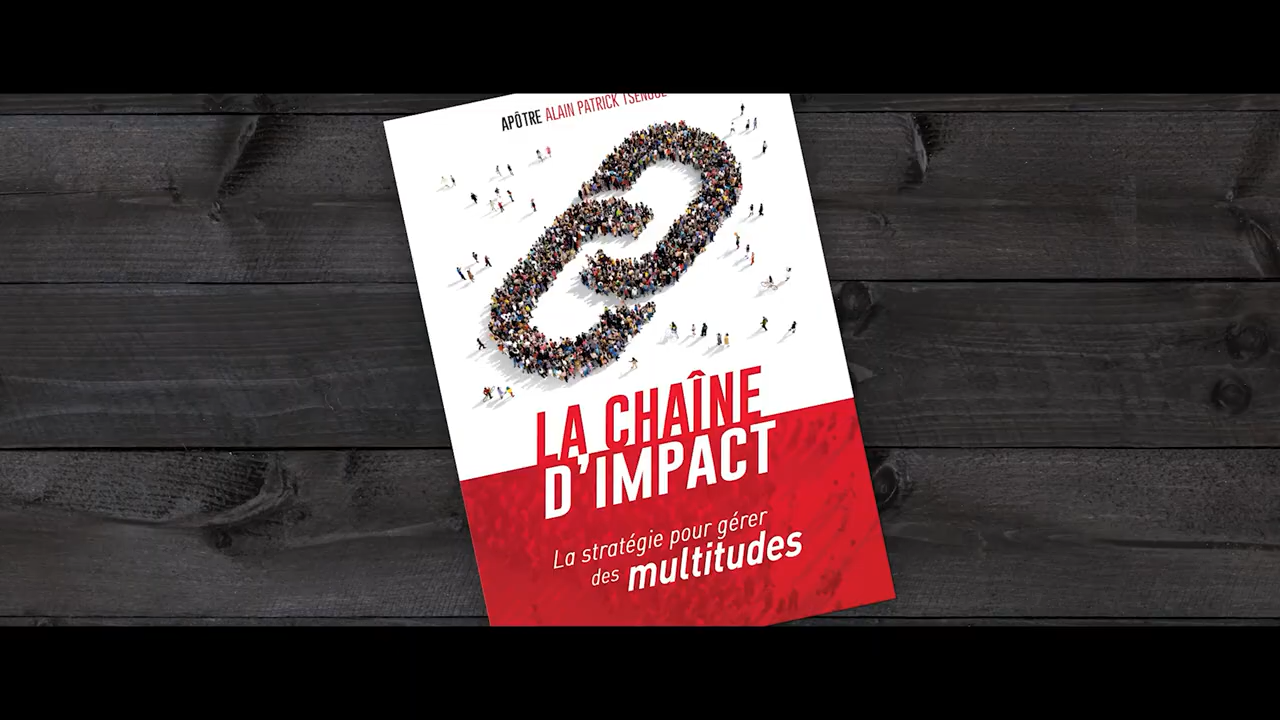 APÔTRE ALAIN PATRICK
LA CHAÎNE
D'IMPACT
La stratégie pour gérer
des multitudes